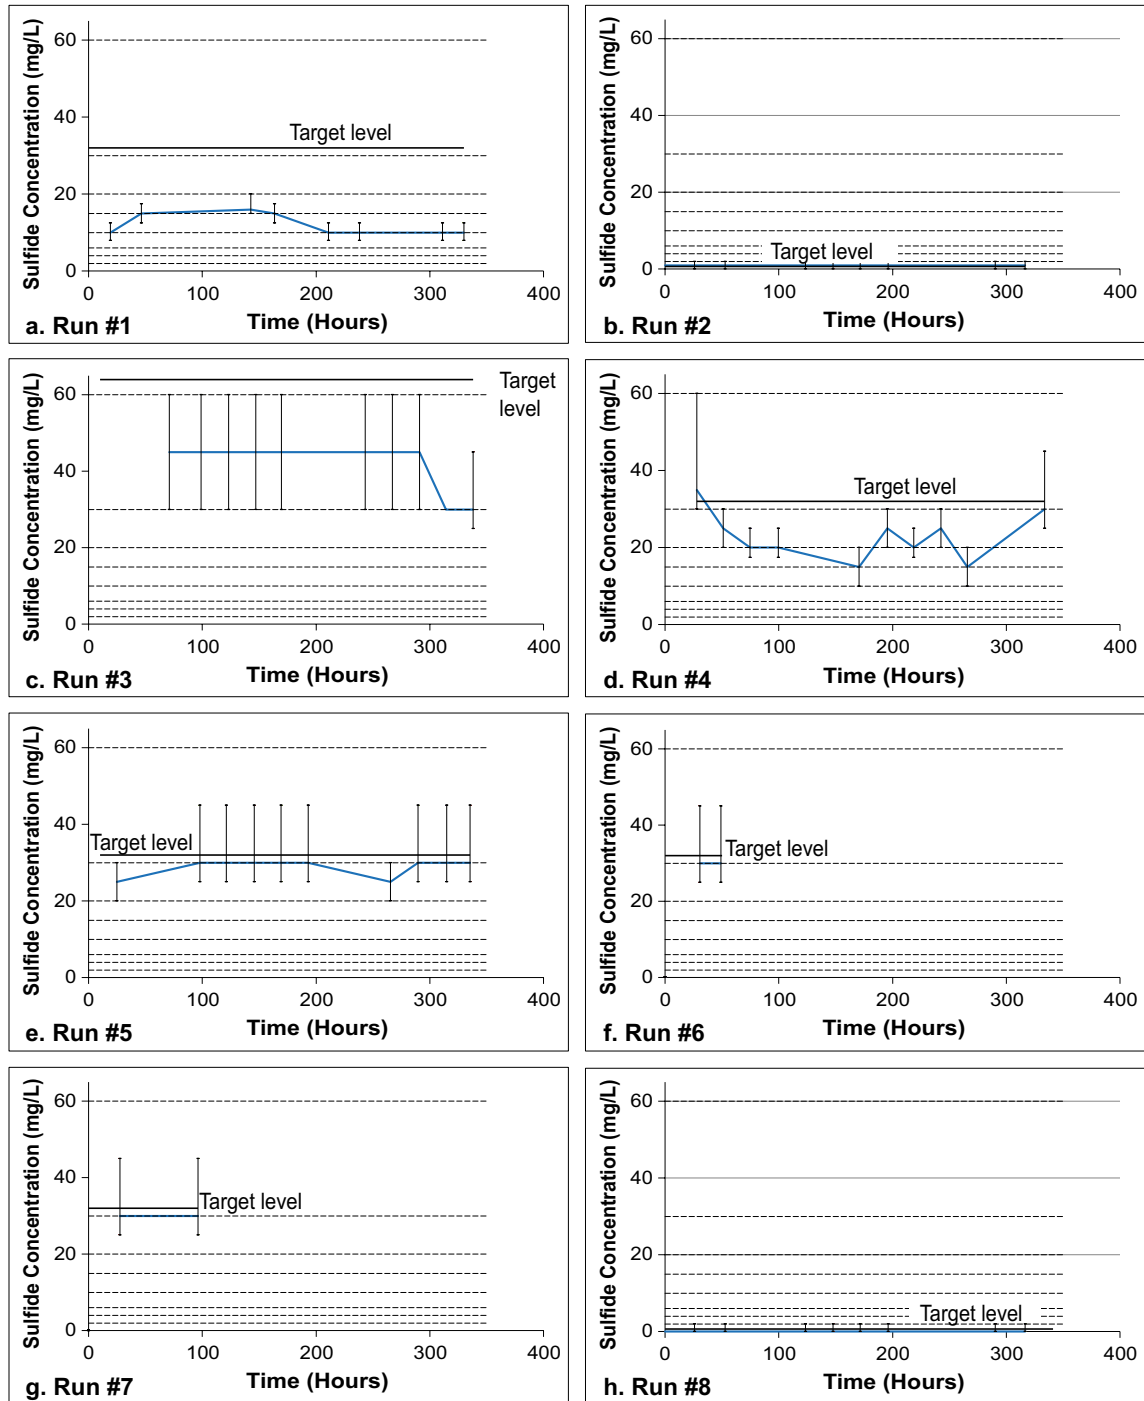 Sulfide Concentration (mg/L)
60
40
Target level
20
0
0 100 200 300 400
Time (Hours)
a. Run #1
Sulfide Concentration (mg/L)
60
40
20
Target level
0
0 100 200 300 400
Time (Hours)
b. Run #2
Sulfide Concentration (mg/L)
Target
level
60
40
20
0
0 100 200 300 400
Time (Hours)
c. Run #3
Sulfide Concentration (mg/L)
60
40
Target level
20
0
0 100 200 300 400
Time (Hours)
d. Run #4
Sulfide Concentration (mg/L)
60
40
Target level
20
0
0 100 200 300 400
Time (Hours)
e. Run #5
Sulfide Concentration (mg/L)
60
40
Target level
20
0
0 100 200 300 400
Time (Hours)
f. Run #6
Sulfide Concentration (mg/L)
60
40
Target level
20
0
0 100 200 300 400
Time (Hours)
g. Run #7
Sulfide Concentration (mg/L)
60
40
20
Target level
0
0 100 200 300 400
Time (Hours)
h. Run #8